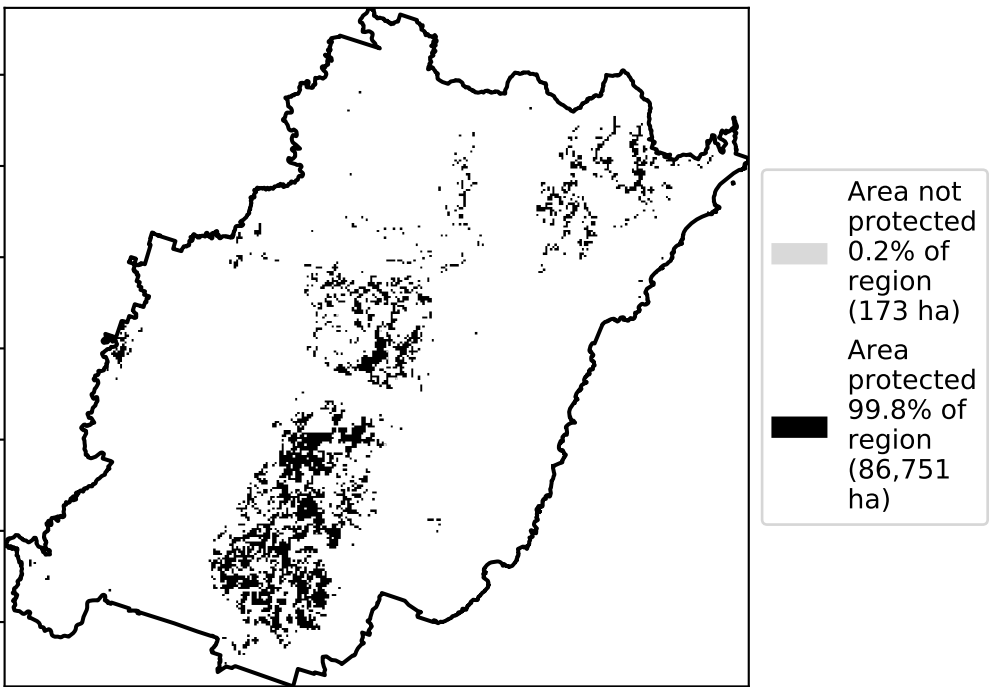 Area not
protected
0.2% of
region
(173 ha)
Area
protected
99.8% of
region
(86,751
ha)